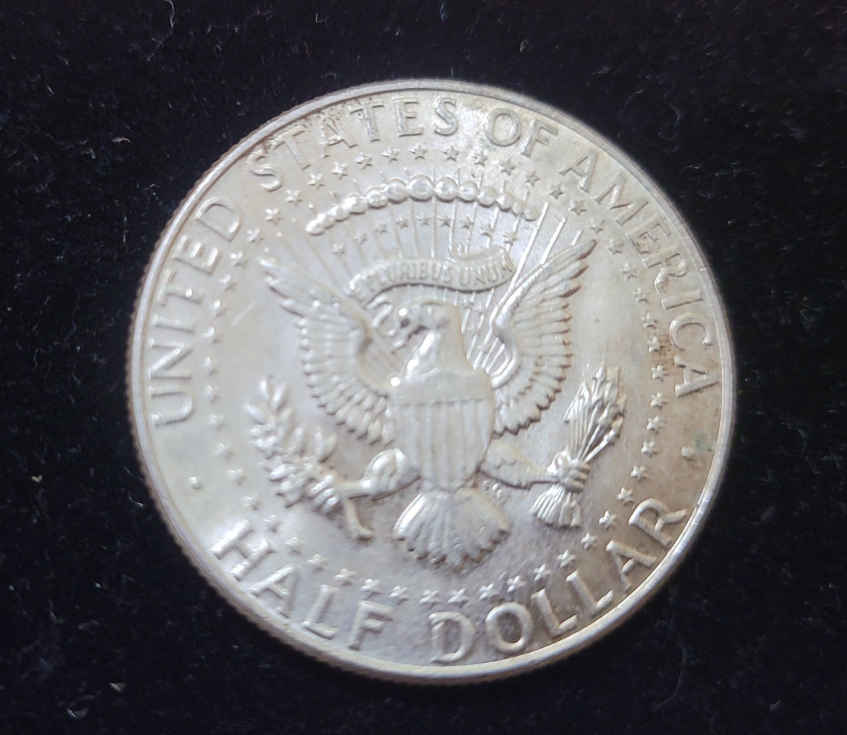 UNITED STATES OF AMERICA
PLURIBUS UNUM
HALF DOLLAR